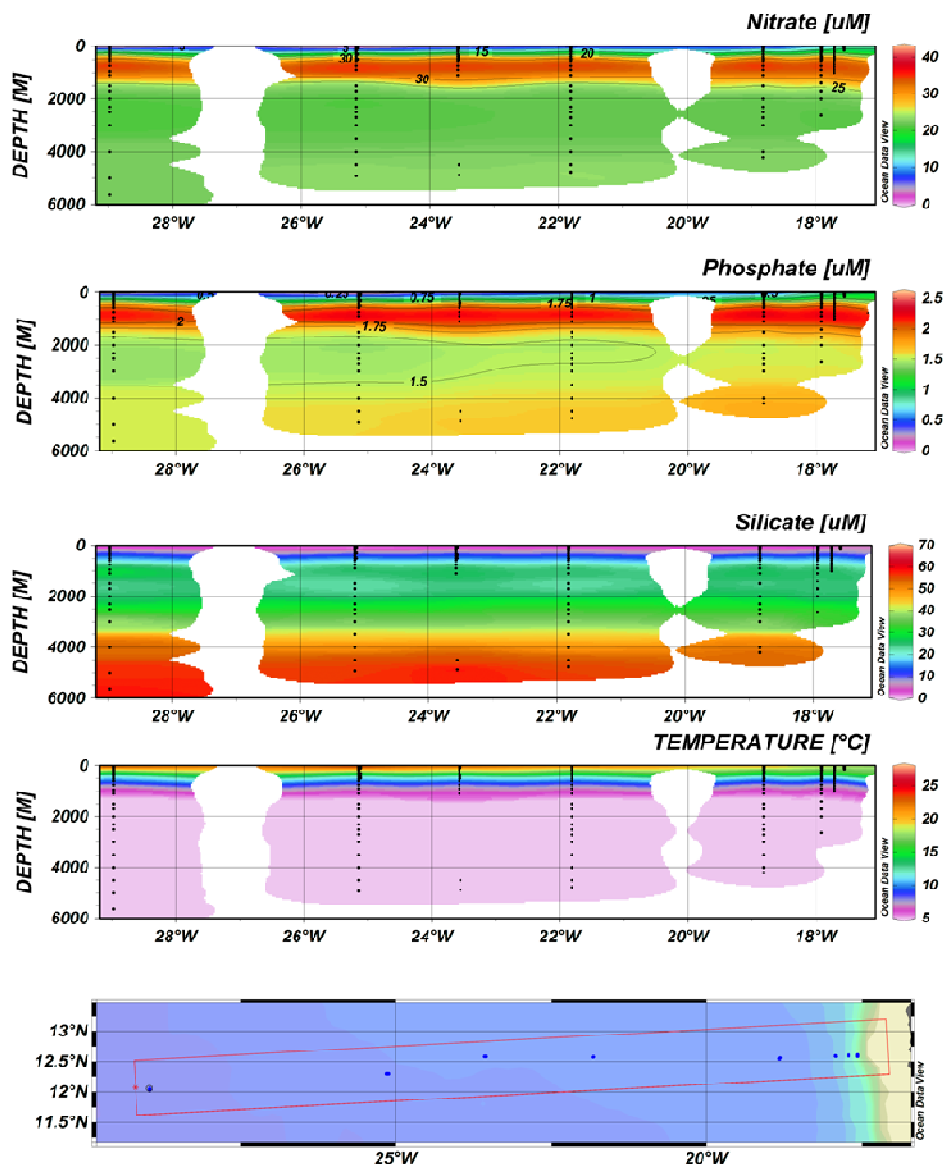 Nitrate [uM]
0
2000
4000
6000
DEPTH [M]
30
15
20
30
25
28°W 26°W 24°W 22°W 20°W 18°W
40
30
20
10
0
Ocean Data View
Phosphate [uM]
0
2000
4000
6000
DEPTH [M]
0.25
0.75
1.75
1
2
1.75
1.5
28°W 26°W 24°W 22°W 20°W 18°W
2.5
2
1.5
1
0.5
0
Ocean Data View
Silicate [uM]
0
2000
4000
6000
DEPTH [M]
28°W 26°W 24°W 22°W 20°W 18°W
70
60
50
40
30
20
10
0
Ocean Data View
TEMPERATURE [°C]
0
2000
4000
6000
DEPTH [M]
28°W 26°W 24°W 22°W 20°W 18°W
25
20
15
10
5
Ocean Data View
13°N
12.5°N
12°N
11.5°N
25°W 20°W
Ocean Data View